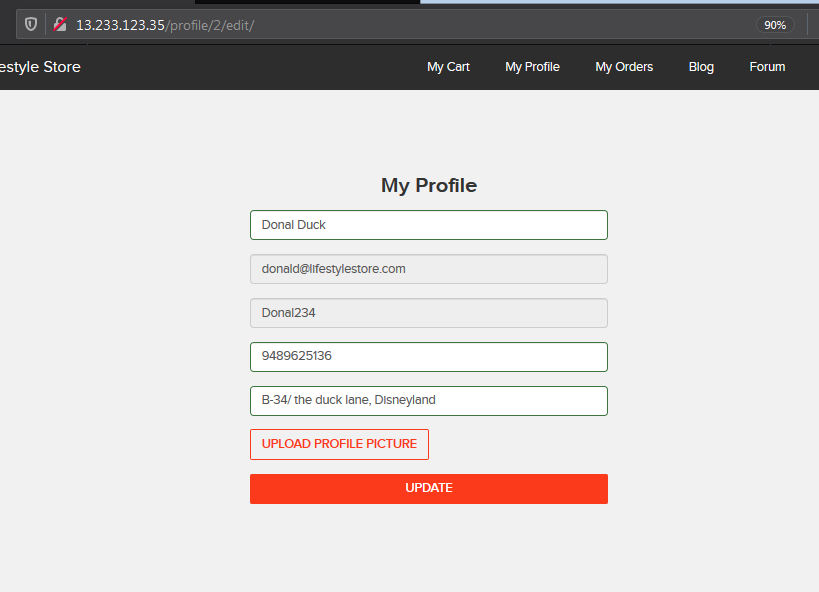 13.233.123.35/profile/2/edit/
90%
estyle Store
My Cart
My Profile
My Orders
Blog
Forum
My Profile
Donal Duck
donald@lifestylestore.com
Donal234
9489625136
B-34/ the duck lane, Disneyland
UPLOAD PROFILE PICTURE
UPDATE